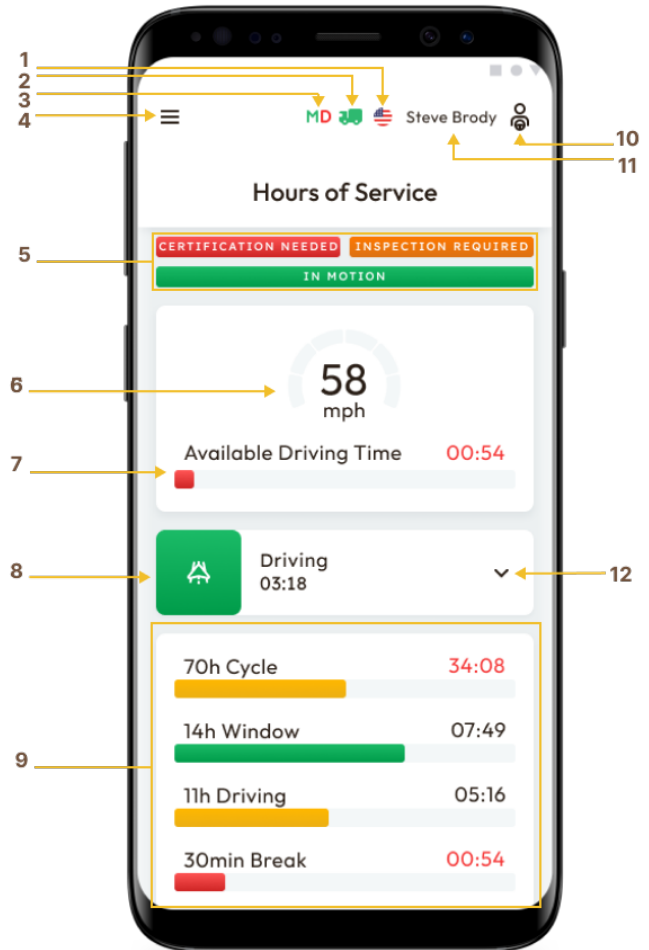 1
2
3
4
MD
Steve Brody
10
11
Hours of Service
5
CERTIFICATION NEEDED
INSPECTION REQUIRED
IN MOTION
6
58
mph
7
Available Driving Time 00:54
8
Driving
03:18
12
9
70h Cycle 34:08
14h Window 07:49
11h Driving 05:16
30min Break 00:54